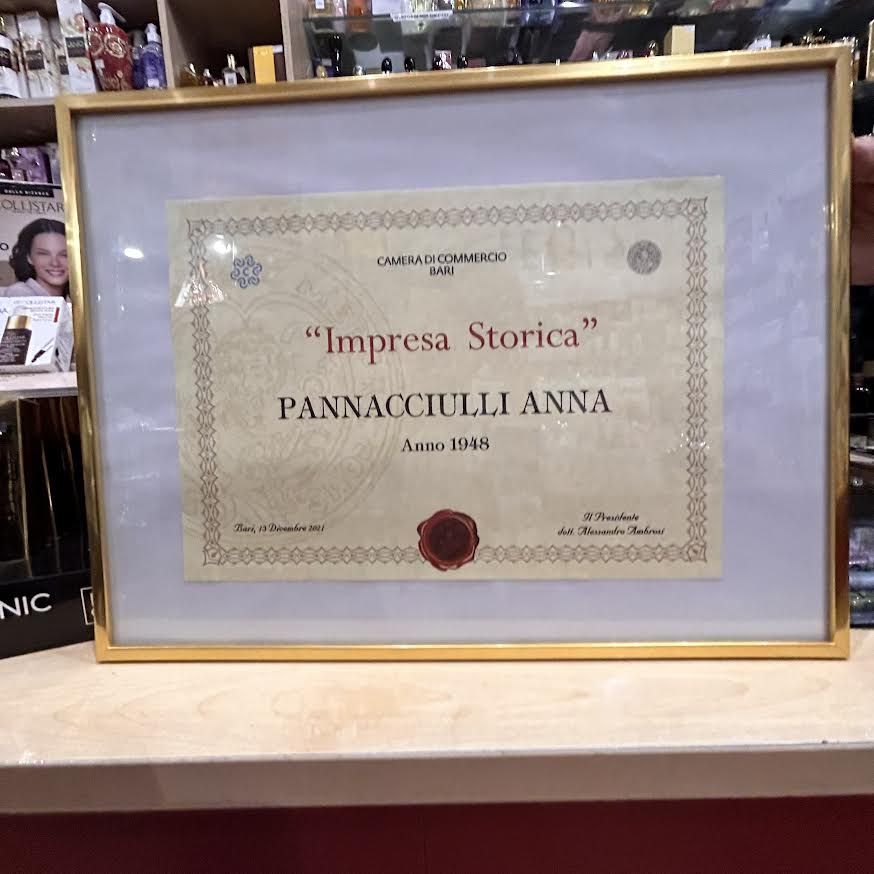 COLLISTAR
CAMERA DI COMMERCIO
BARI
“Impresa Storica”
PANNACCIULLI ANNA
Anno 1948
Bari, 13 Dicembre 2021
Il Presidente
dott. Alessandro Ambrosi
NIC